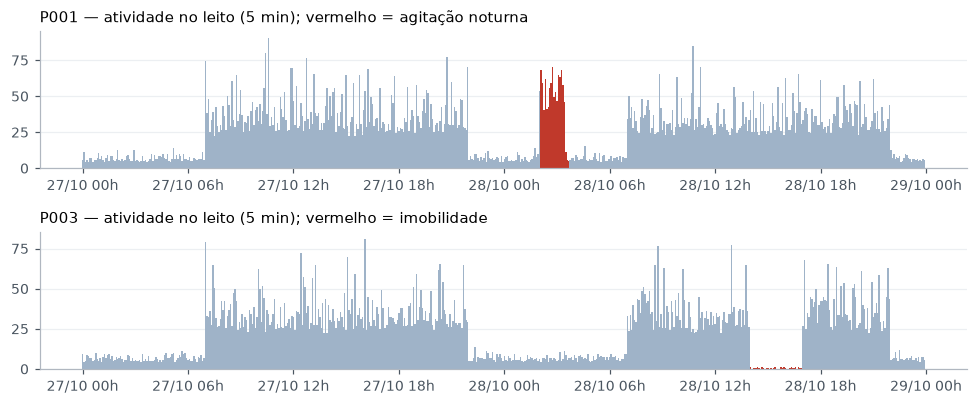 P001 — atividade no leito (5 min); vermelho = agitação noturna
75
50
25
0
27/10 00h 27/10 06h 27/10 12h 27/10 18h 28/10 00h 28/10 06h 28/10 12h 28/10 18h 29/10 00h
P003 — atividade no leito (5 min); vermelho = imobilidade
75
50
25
0
27/10 00h 27/10 06h 27/10 12h 27/10 18h 28/10 00h 28/10 06h 28/10 12h 28/10 18h 29/10 00h